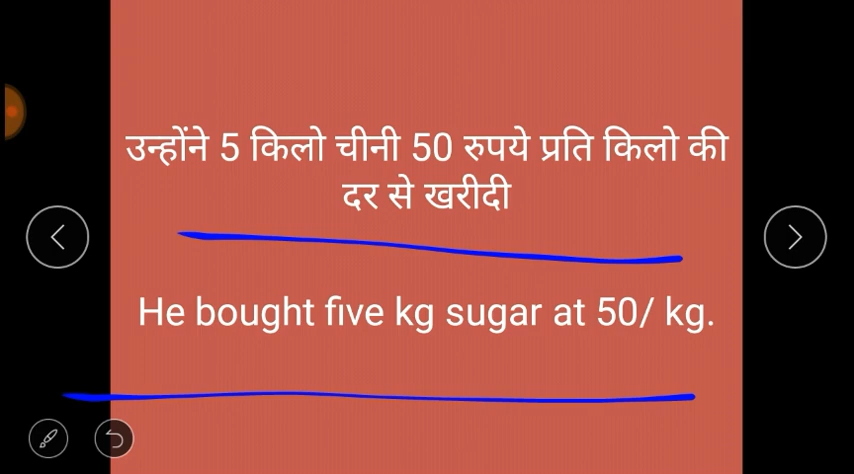 उन्होंने 5 किलो चीनी 50 रुपये प्रति किलो की
दर से खरीदी
He bought five kg sugar at 50/ kg.